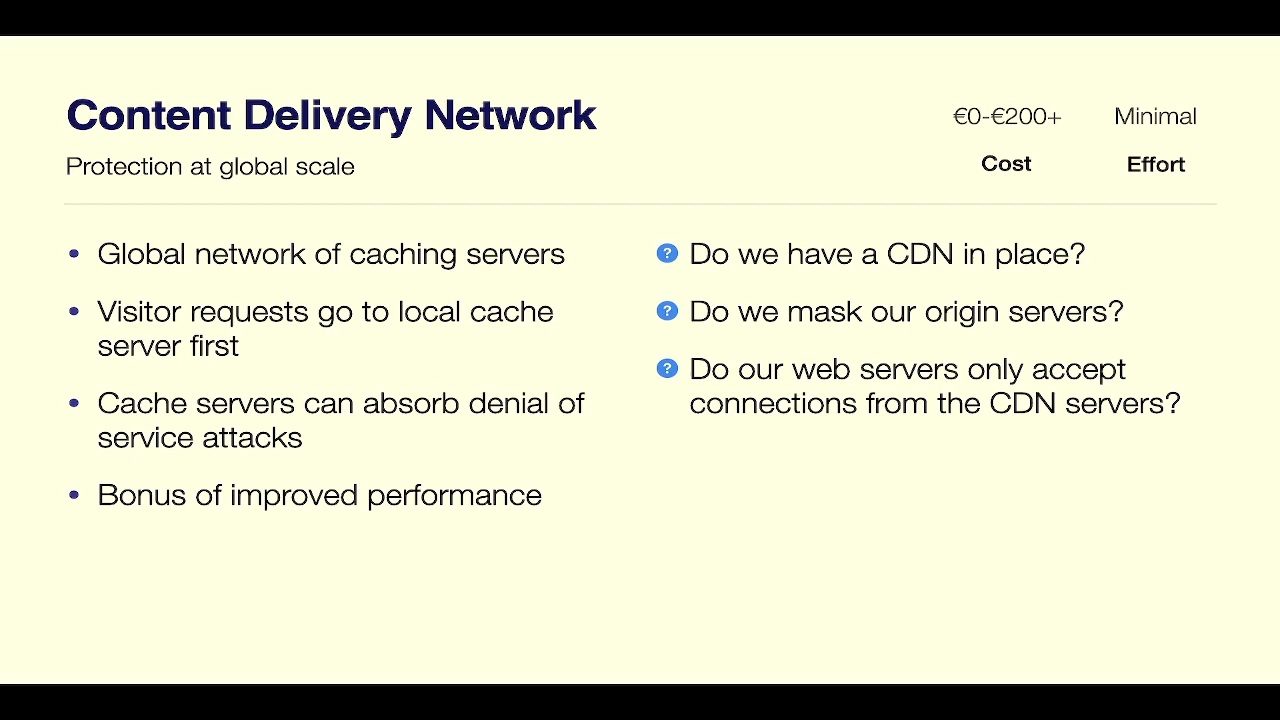 Content Delivery Network
Protection at global scale
€0-€200+
Cost
Minimal
Effort
• Global network of caching servers
• Visitor requests go to local cache
server first
• Cache servers can absorb denial of
service attacks
• Bonus of improved performance
? Do we have a CDN in place?
? Do we mask our origin servers?
? Do our web servers only accept
connections from the CDN servers?